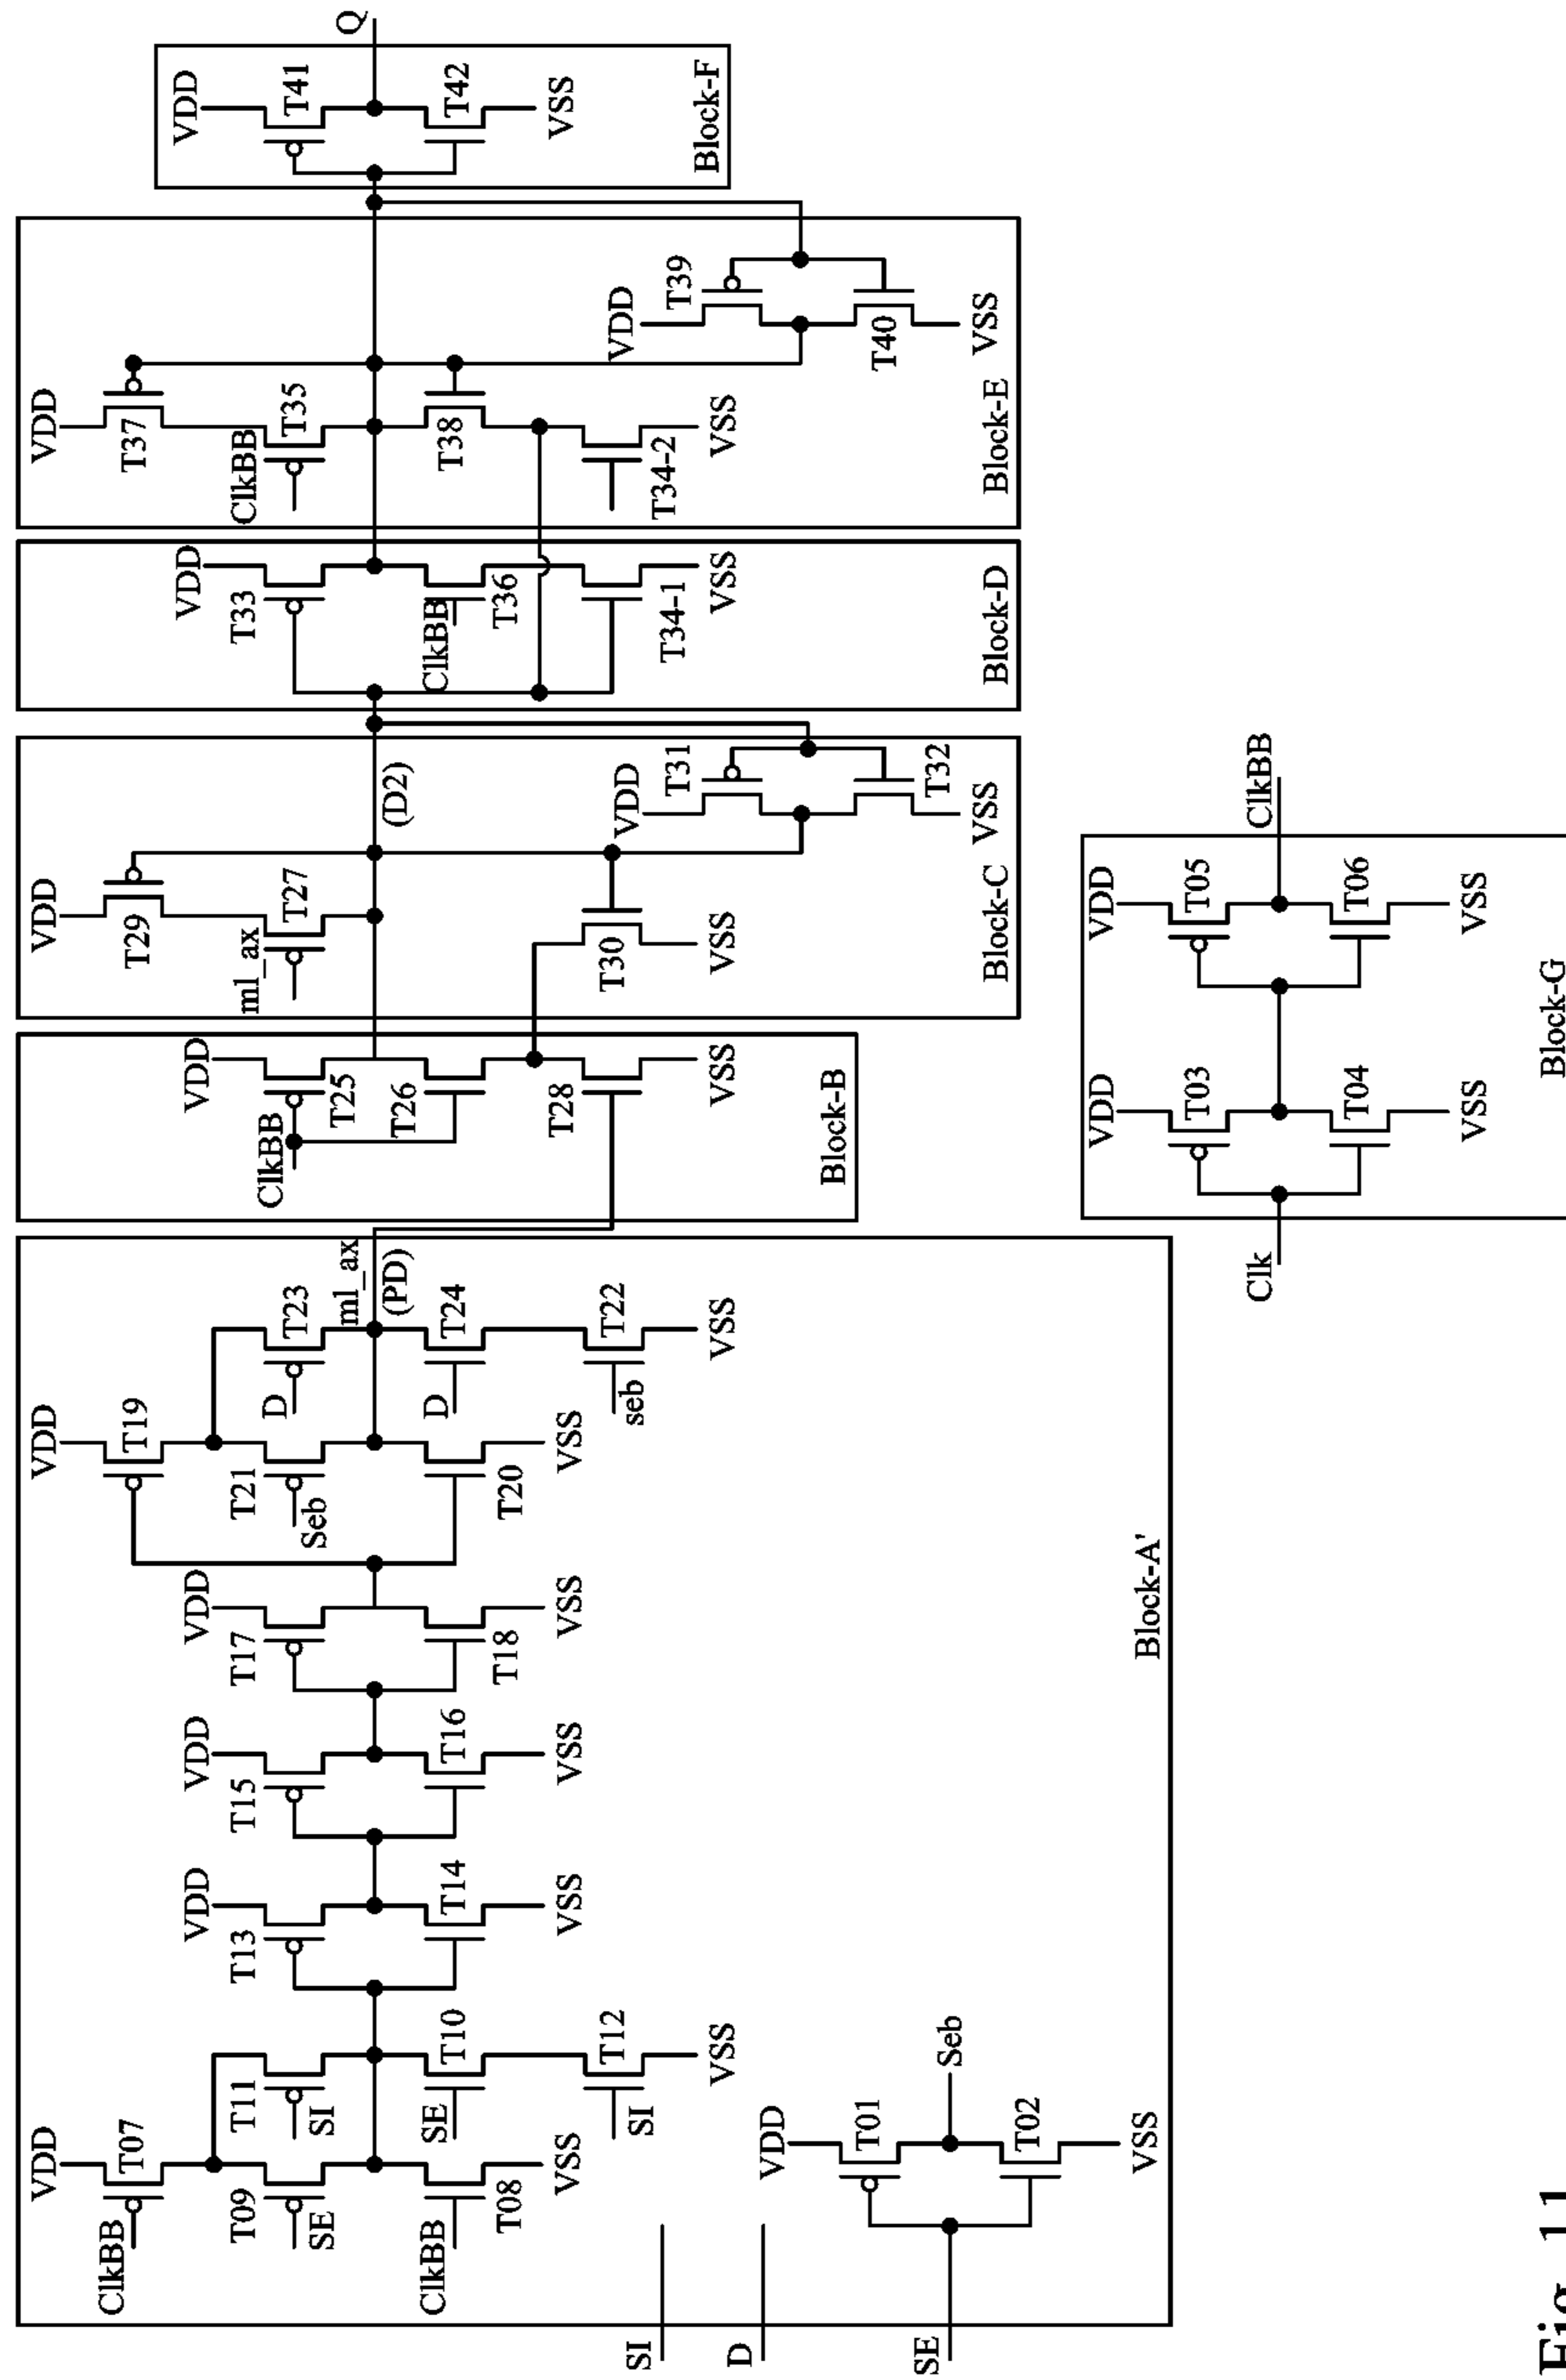 VDD
ClkBB
T07
T09
SE
T11
SI
ClkBB
T08
VSS
SE
T10
SI
T12
VSS
VDD
T13
T14
VSS
VDD
T15
T16
VSS
VDD
T17
T18
VSS
VDD
T19
T21
Seb
T20
VSS
D
T23
ml_ax
(PD)
D
T24
seb
T22
VSS
SI
D
SE
VDD
T01
Seb
T02
VSS
Block-A'
VDD
ClkBB
T25
T26
T28
VSS
Block-B
VDD
T29
ml_ax
T27
(D2)
T30
VSS
VDD
T31
T32
VSS
Block-C
VDD
T33
ClkBB
T36
T34-1
VSS
Block-D
VDD
T37
ClkBB
T35
T38
T34-2
VSS
VDD
T39
T40
VSS
Block-E
VDD
T41
T42
VSS
Block-F
Q
Clk
VDD
T03
T04
VSS
VDD
T05
T06
VSS
ClkBB
Block-G
Fig. 11